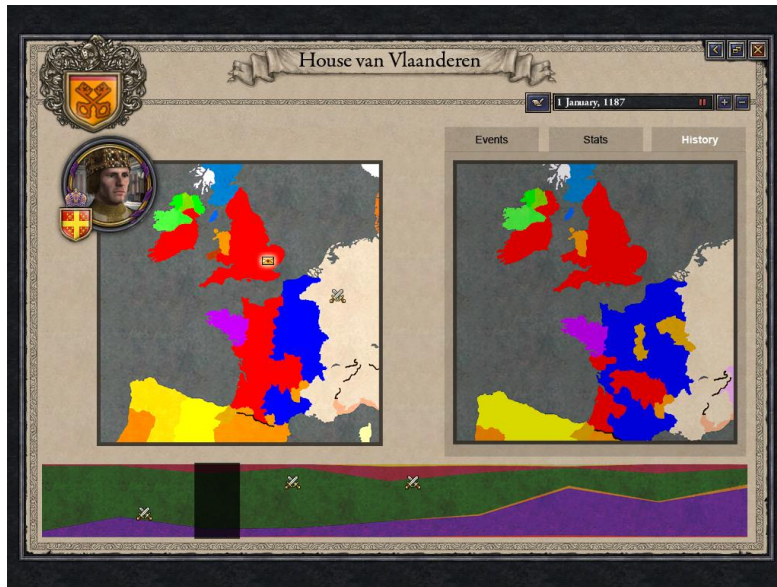 House van Vlaanderen
1 January, 1187
Events
Stats
History